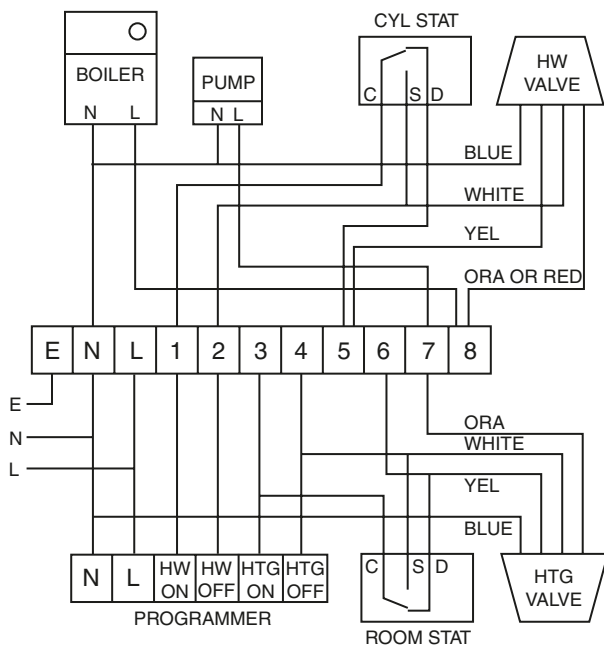 CYL STAT
BOILER
N L
PUMP
N L
C S D
HW
VALVE
BLUE
WHITE
YEL
ORA OR RED
E N L 1 2 3 4 5 6 7 8
E
N
L
ORA
WHITE
YEL
BLUE
N L HW ON HW OFF HTG ON HTG OFF
PROGRAMMER
C S D
ROOM STAT
HTG
VALVE